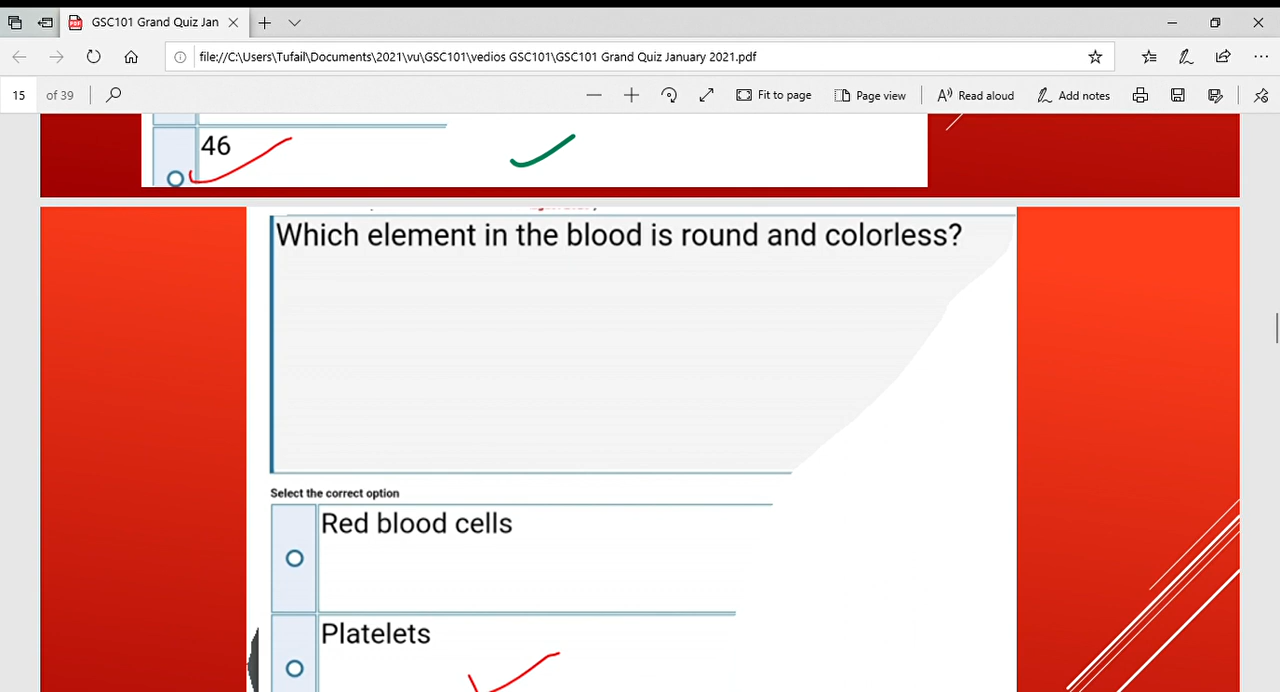 GSC101 Grand Quiz Jan
file://C:\Users\Tufail\Documents\2021\vu\GSC101\vedios GSC101\GSC101 Grand Quiz January 2021.pdf
15 of 39
Fit to page
Page view
Read aloud
Add notes
46
Which element in the blood is round and colorless?
Select the correct option
Red blood cells
Platelets